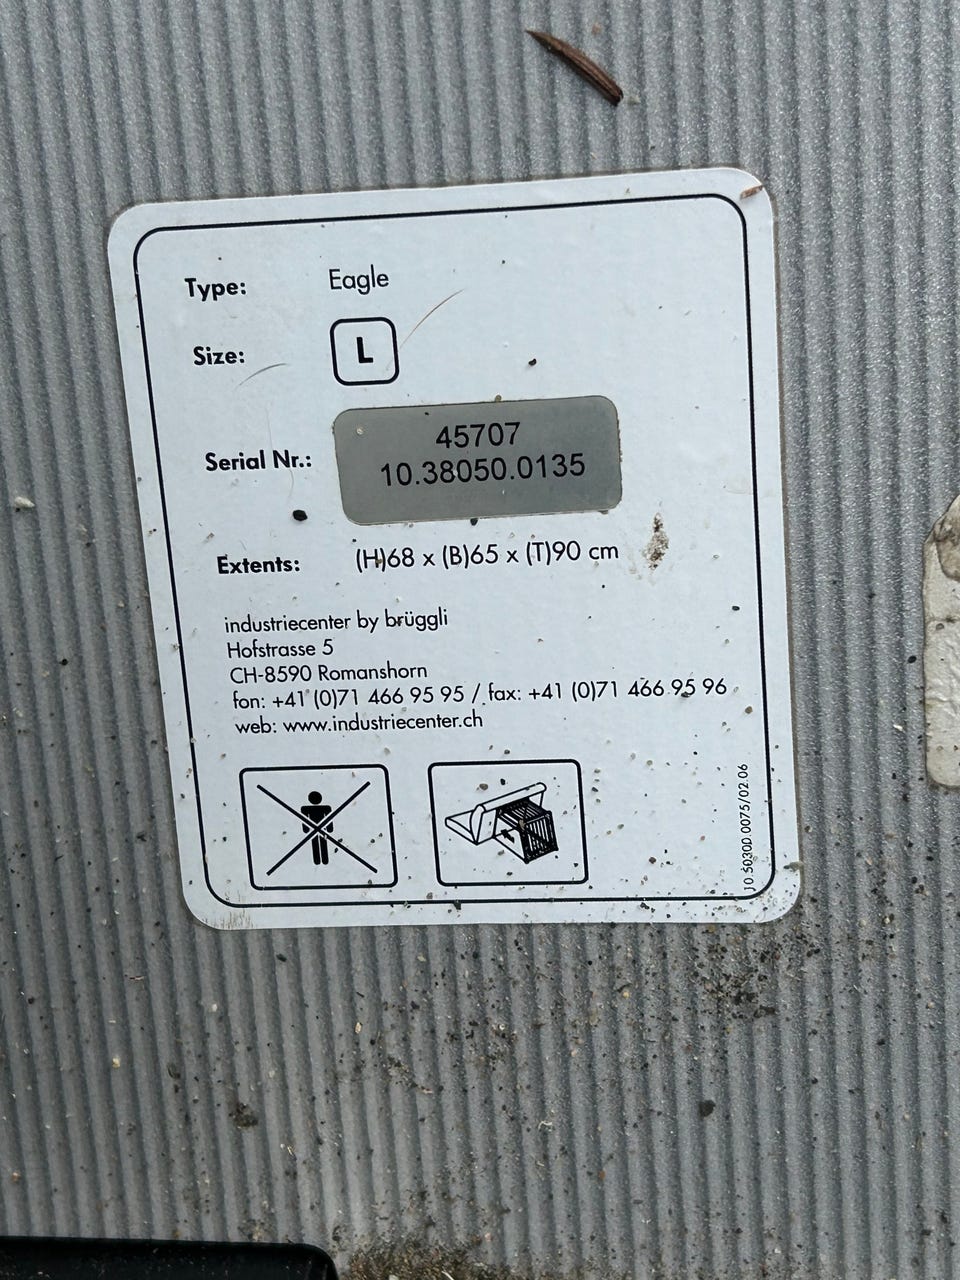 Type: Eagle
Size: L
Serial Nr.: 45707
10.38050.0135
Extents: (H)68 x (B)65 x (T)90 cm
industriecenter by brüggli
Hofstrasse 5
CH-8590 Romanshorn
fon: +41 (0)71 466 95 95 / fax: +41 (0)71 466 95 96
web: www.industriecenter.ch
J0.50300.0075/02.06